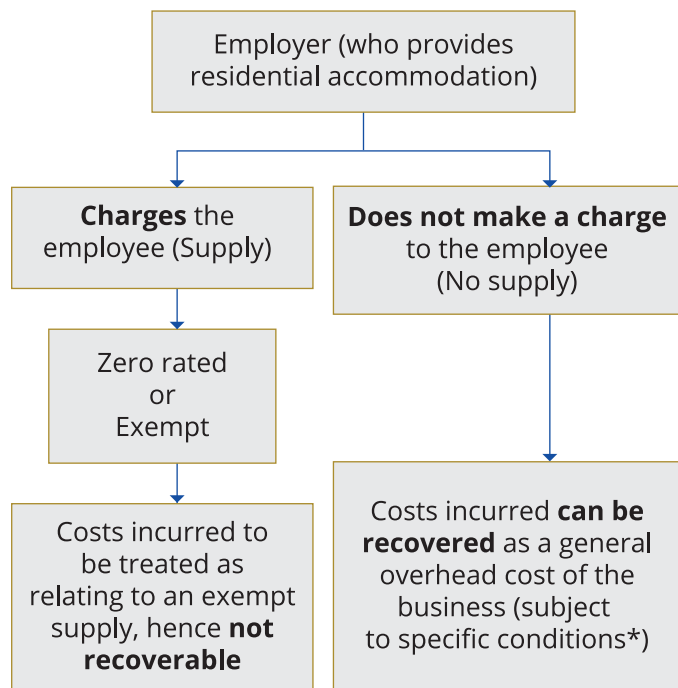 Employer (who provides
residential accommodation)
Charges the
employee (Supply)
Does not make a charge
to the employee
(No supply)
Zero rated
or
Exempt
Costs incurred to
be treated as
relating to an exempt
supply, hence not
recoverable
Costs incurred can be
recovered as a general
overhead cost of the
business (subject
to specific conditions*)